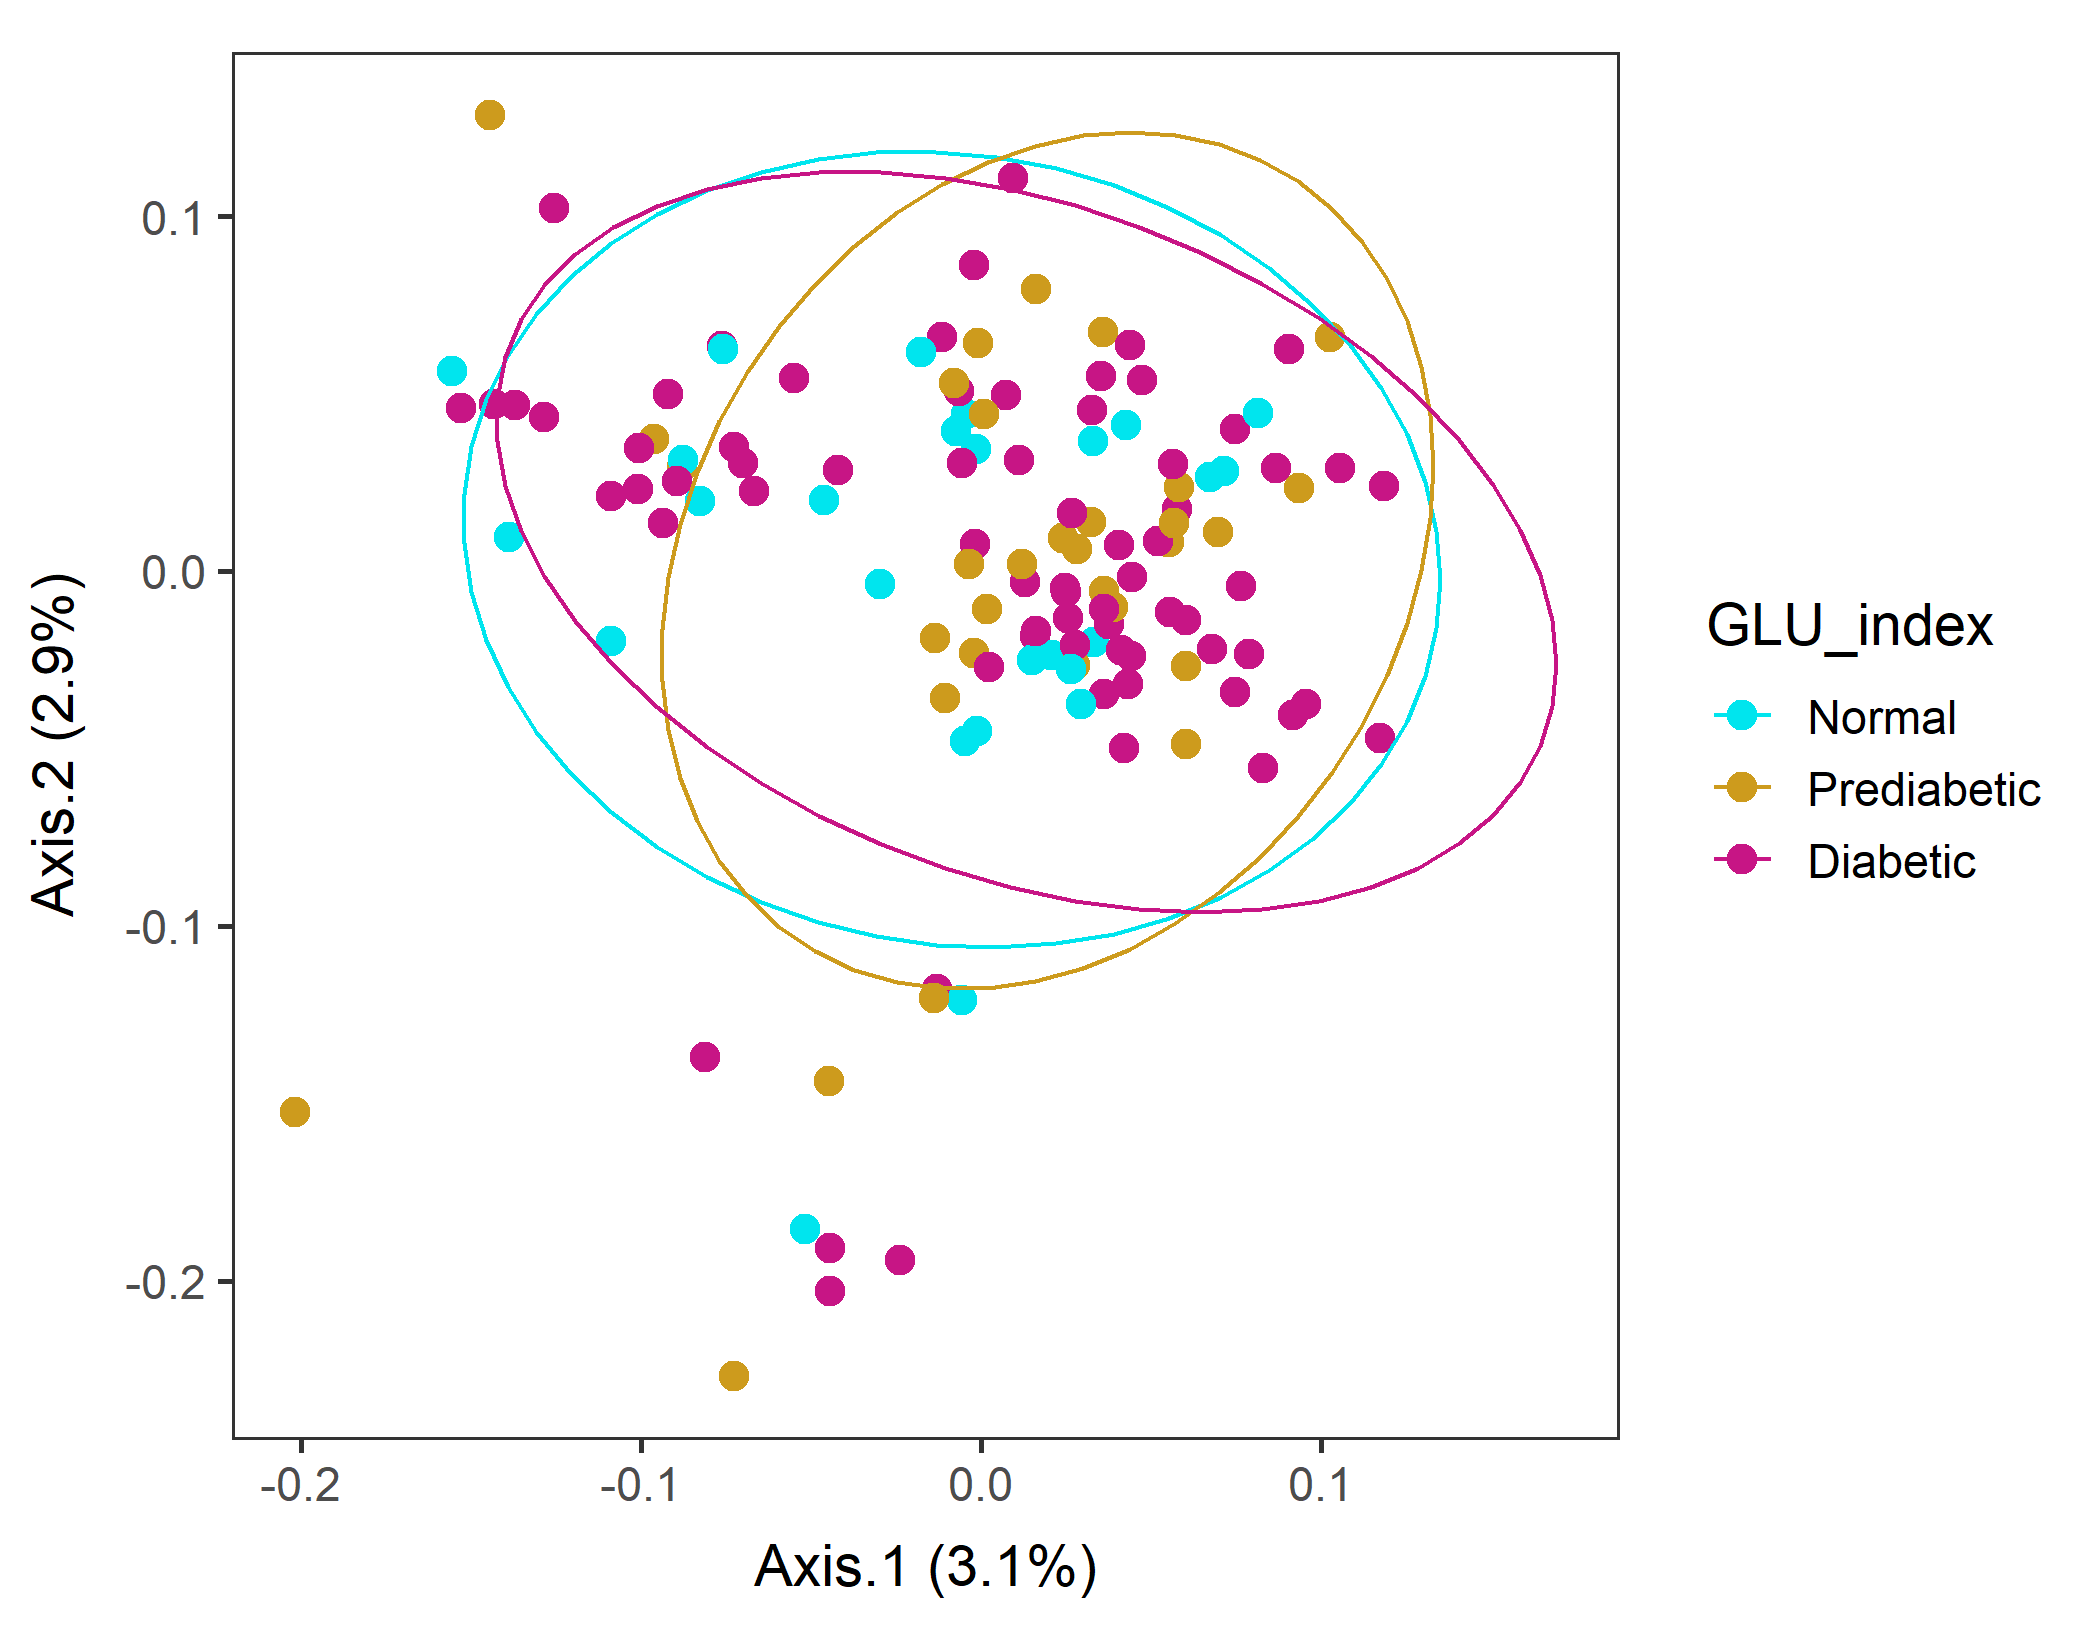 0.1
0.0
-0.1
-0.2
Axis.2 (2.9%)
-0.2
-0.1
0.0
0.1
Axis.1 (3.1%)
GLU_index
Normal
Prediabetic
Diabetic